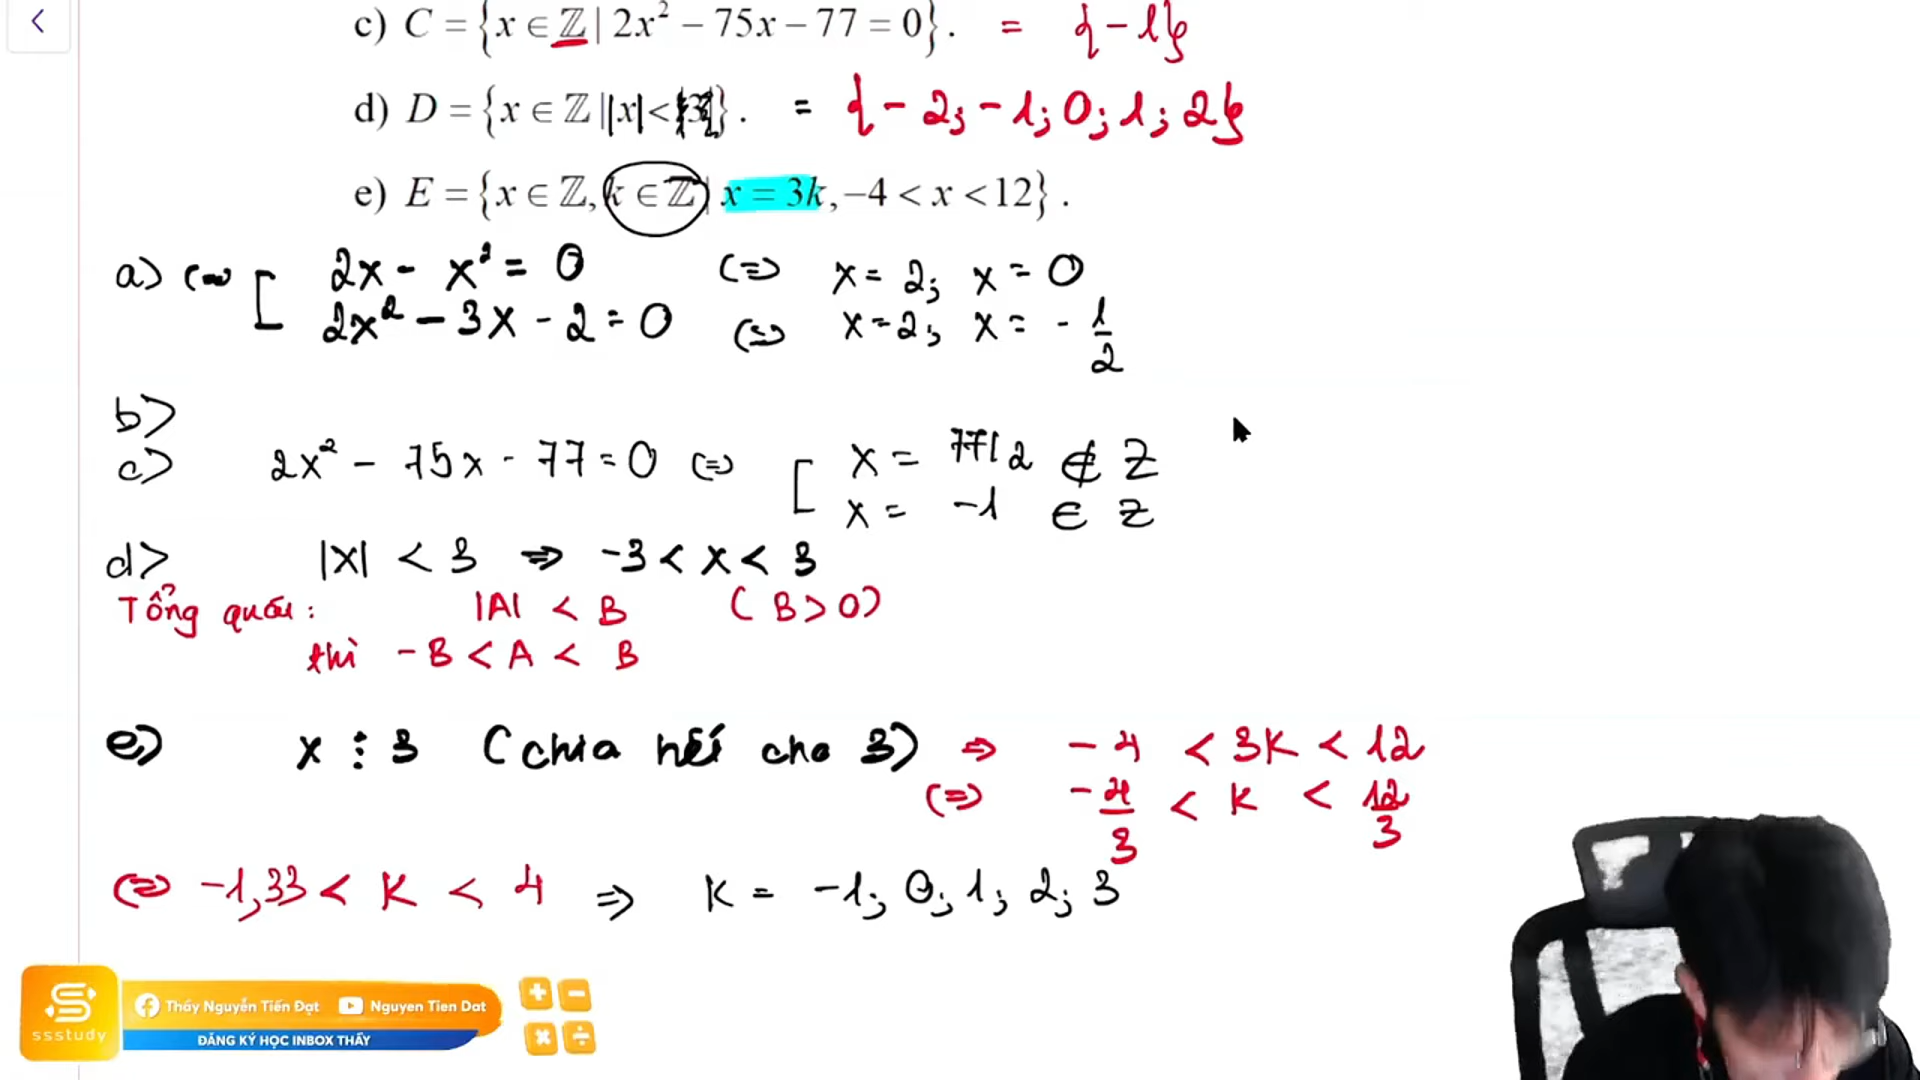 c) C = {x ∈ ℤ | 2x² − 75x − 77 = 0}. = {-1}
d) D = {x ∈ ℤ ||x| < 3}. = {-2; -1; 0; 1; 2}
e) E = {x ∈ ℤ, k ∈ ℤ | x = 3k, −4 < x < 12}.
a) (=> [ 2x - x² = 0 (=) x = 2; x = 0
2x² - 3x - 2 = 0 (=) x = 2; x = -1/2
b)
c) 2x² - 75x - 77 = 0 (=) [ x = 77/2 ∉ Z
x = -1 ∈ Z
d) |x| < 3 => -3 < x < 3
Tổng quát: |A| < B (B > 0)
thì -B < A < B
e) x ⋮ 3 (chia hết cho 3) => -4 < 3K < 12
(=) -4/3 < K < 12/3
(=) -1,33 < K < 4 => K = -1; 0; 1; 2; 3
ssstudy
Thầy Nguyễn Tiến Đạt Nguyen Tien Dat
ĐĂNG KÝ HỌC INBOX THẦY